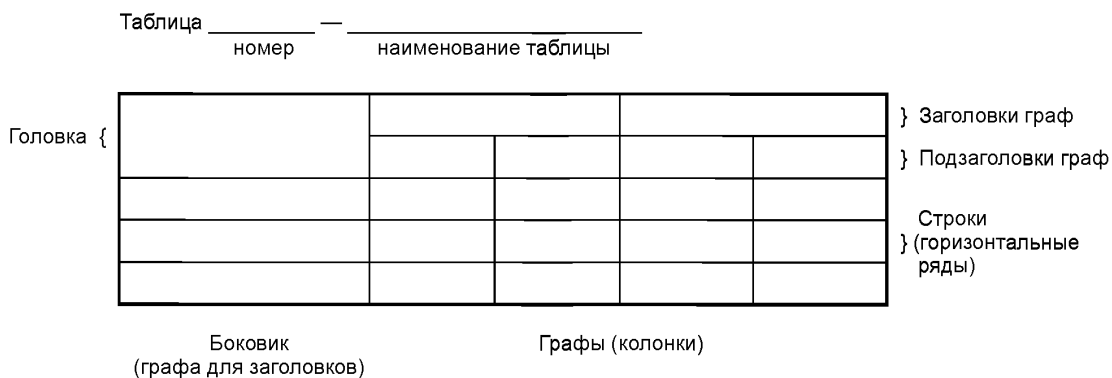 Таблица ________ — ______________________
номер наименование таблицы
} Заголовки граф
Головка {
} Подзаголовки граф
Строки
} (горизонтальные
ряды)
Боковик Графы (колонки)
(графа для заголовков)